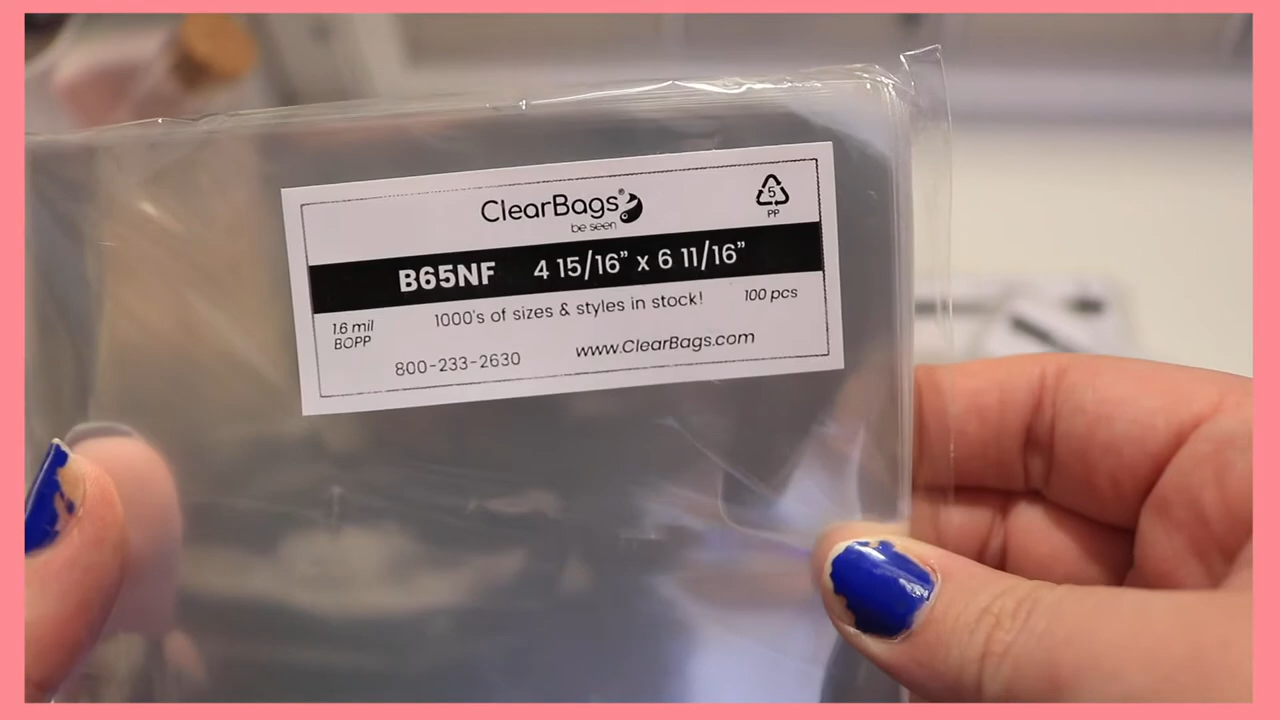 ClearBags®
be seen
5
PP
B65NF 4 15/16” x 6 11/16”
1.6 mil
BOPP
1000's of sizes & styles in stock!
100 pcs
800-233-2630
www.ClearBags.com